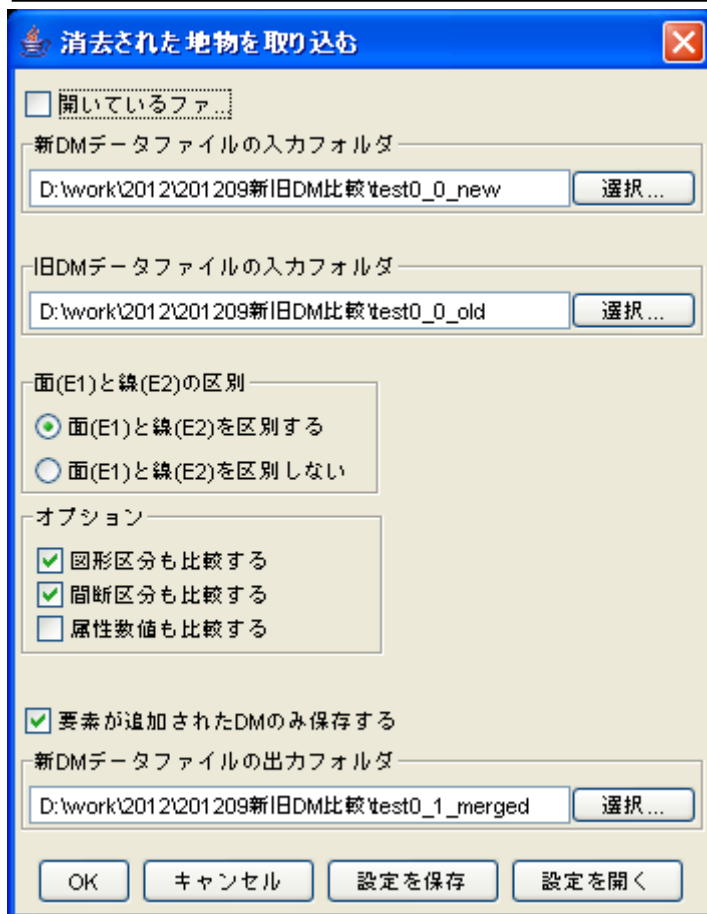 消去された地物を取り込む
開いているファ...
新DMデータファイルの入力フォルダ
D:\work\2012\201209新旧DM比較\test0_0_new 選択...
旧DMデータファイルの入力フォルダ
D:\work\2012\201209新旧DM比較\test0_0_old 選択...
面(E1)と線(E2)の区別
面(E1)と線(E2)を区別する
面(E1)と線(E2)を区別しない
オプション
図形区分も比較する
間断区分も比較する
属性数値も比較する
要素が追加されたDMのみ保存する
新DMデータファイルの出力フォルダ
D:\work\2012\201209新旧DM比較\test0_1_merged 選択...
OK キャンセル 設定を保存 設定を開く